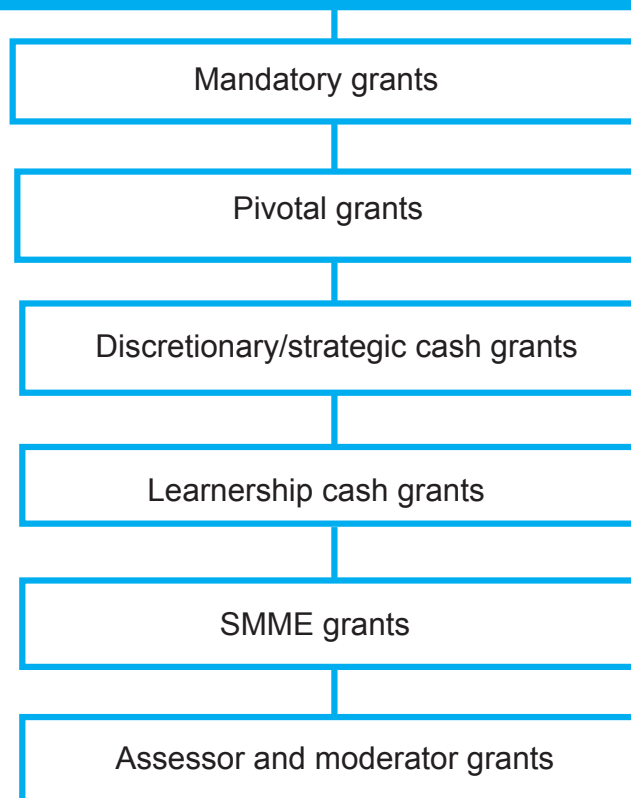 Mandatory grants
Pivotal grants
Discretionary/strategic cash grants
Learnership cash grants
SMME grants
Assessor and moderator grants